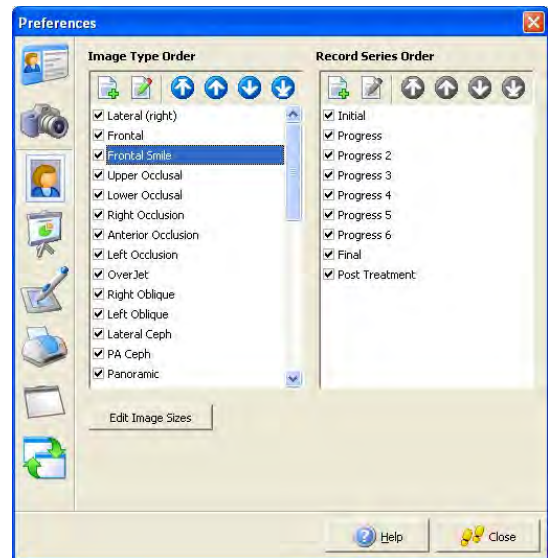 Preferences
Image Type Order
Lateral (right)
Frontal
Frontal Smile
Upper Occlusal
Lower Occlusal
Right Occlusion
Anterior Occlusion
Left Occlusion
OverJet
Right Oblique
Left Oblique
Lateral Ceph
PA Ceph
Panoramic
Edit Image Sizes
Record Series Order
Initial
Progress
Progress 2
Progress 3
Progress 4
Progress 5
Progress 6
Final
Post Treatment
Help
Close